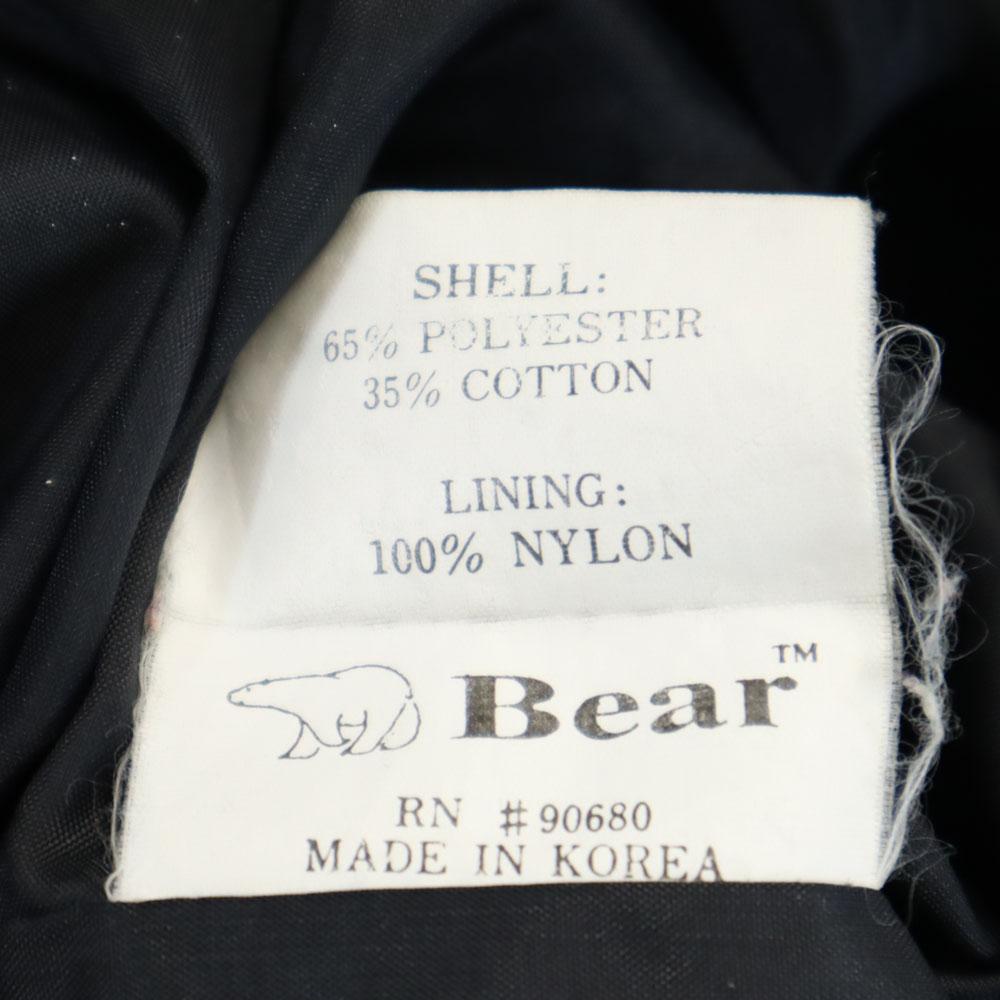 SHELL:
65% POLYESTER
35% COTTON
LINING:
100% NYLON
Bear™
RN #90680
MADE IN KOREA